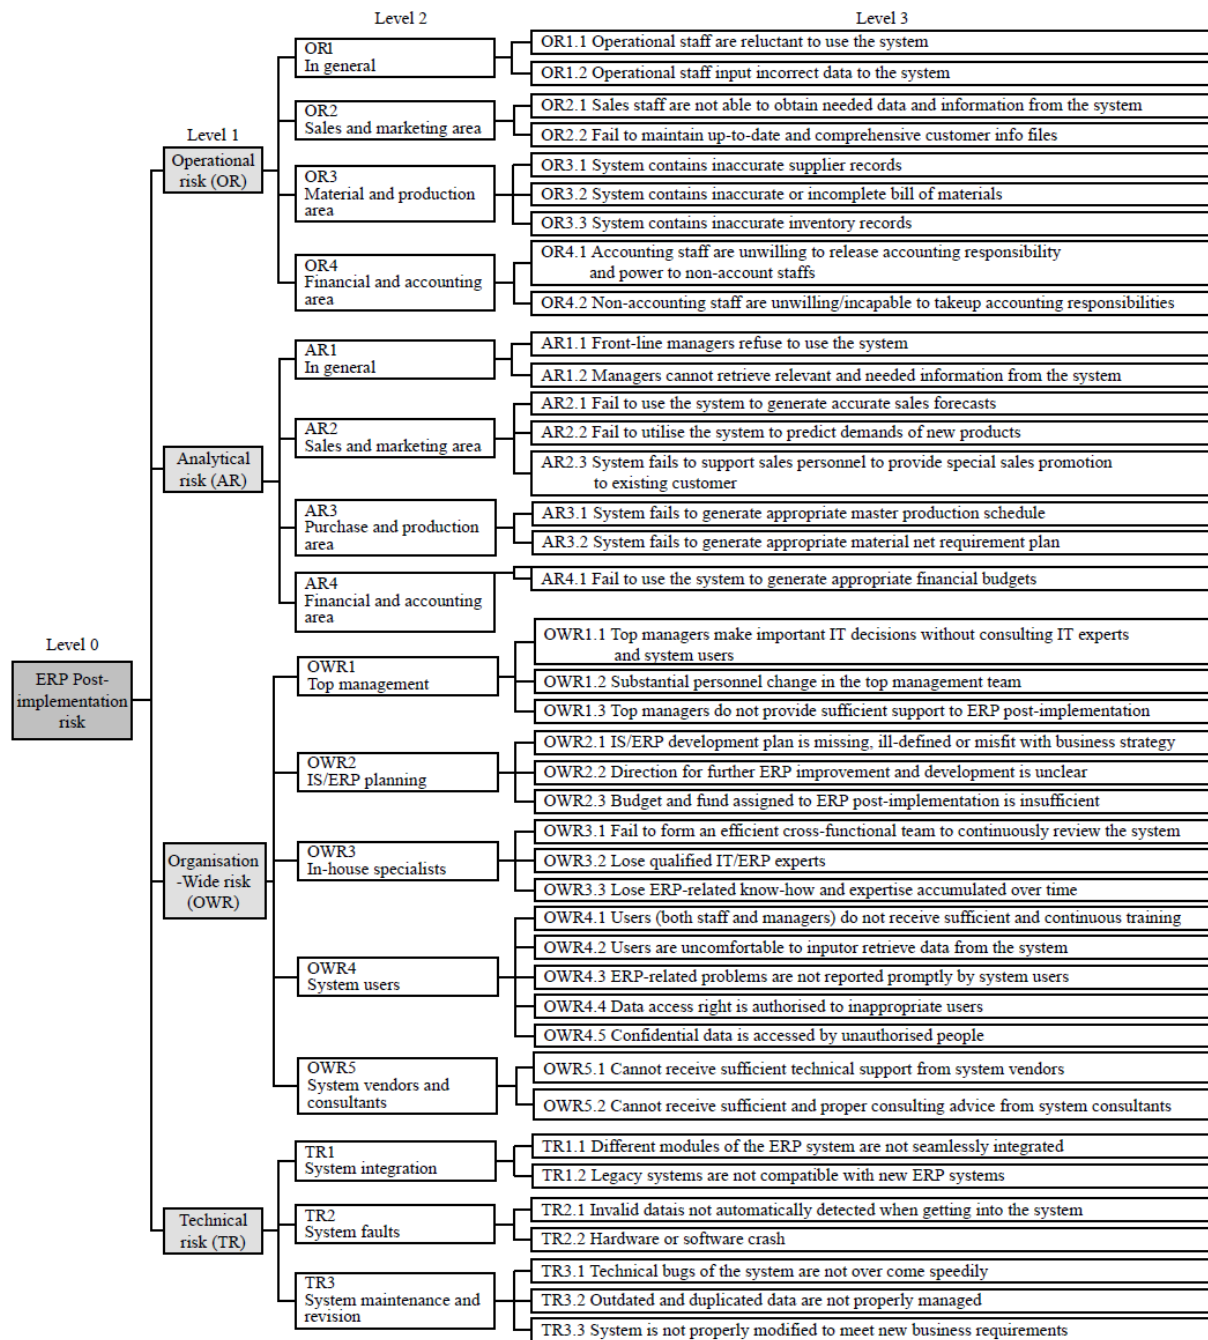 Level 2
Level 3
Level 1
Level 0
ERP Post-
implementation
risk
Operational
risk (OR)
OR1
In general
OR1.1 Operational staff are reluctant to use the system
OR1.2 Operational staff input incorrect data to the system
OR2
Sales and marketing area
OR2.1 Sales staff are not able to obtain needed data and information from the system
OR2.2 Fail to maintain up-to-date and comprehensive customer info files
OR3
Material and production
area
OR3.1 System contains inaccurate supplier records
OR3.2 System contains inaccurate or incomplete bill of materials
OR3.3 System contains inaccurate inventory records
OR4
Financial and accounting
area
OR4.1 Accounting staff are unwilling to release accounting responsibility
and power to non-account staffs
OR4.2 Non-accounting staff are unwilling/incapable to takeup accounting responsibilities
Analytical
risk (AR)
AR1
In general
AR1.1 Front-line managers refuse to use the system
AR1.2 Managers cannot retrieve relevant and needed information from the system
AR2
Sales and marketing area
AR2.1 Fail to use the system to generate accurate sales forecasts
AR2.2 Fail to utilise the system to predict demands of new products
AR2.3 System fails to support sales personnel to provide special sales promotion
to existing customer
AR3
Purchase and production
area
AR3.1 System fails to generate appropriate master production schedule
AR3.2 System fails to generate appropriate material net requirement plan
AR4
Financial and accounting
area
AR4.1 Fail to use the system to generate appropriate financial budgets
Organisation
-Wide risk
(OWR)
OWR1
Top management
OWR1.1 Top managers make important IT decisions without consulting IT experts
and system users
OWR1.2 Substantial personnel change in the top management team
OWR1.3 Top managers do not provide sufficient support to ERP post-implementation
OWR2
IS/ERP planning
OWR2.1 IS/ERP development plan is missing, ill-defined or misfit with business strategy
OWR2.2 Direction for further ERP improvement and development is unclear
OWR2.3 Budget and fund assigned to ERP post-implementation is insufficient
OWR3
In-house specialists
OWR3.1 Fail to form an efficient cross-functional team to continuously review the system
OWR3.2 Lose qualified IT/ERP experts
OWR3.3 Lose ERP-related know-how and expertise accumulated over time
OWR4
System users
OWR4.1 Users (both staff and managers) do not receive sufficient and continuous training
OWR4.2 Users are uncomfortable to inputor retrieve data from the system
OWR4.3 ERP-related problems are not reported promptly by system users
OWR4.4 Data access right is authorised to inappropriate users
OWR4.5 Confidential data is accessed by unauthorised people
OWR5
System vendors and
consultants
OWR5.1 Cannot receive sufficient technical support from system vendors
OWR5.2 Cannot receive sufficient and proper consulting advice from system consultants
Technical
risk (TR)
TR1
System integration
TR1.1 Different modules of the ERP system are not seamlessly integrated
TR1.2 Legacy systems are not compatible with new ERP systems
TR2
System faults
TR2.1 Invalid datais not automatically detected when getting into the system
TR2.2 Hardware or software crash
TR3
System maintenance and
revision
TR3.1 Technical bugs of the system are not over come speedily
TR3.2 Outdated and duplicated data are not properly managed
TR3.3 System is not properly modified to meet new business requirements